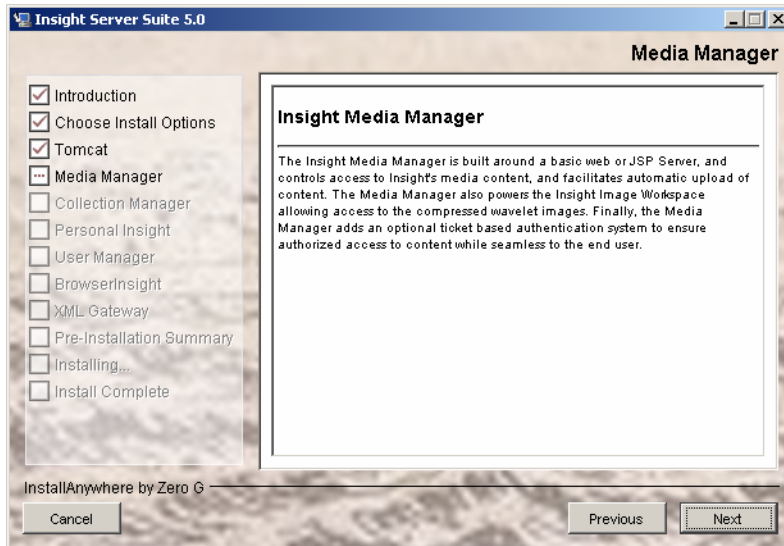 Insight Server Suite 5.0
Media Manager
Introduction
Choose Install Options
Tomcat
Media Manager
Collection Manager
Personal Insight
User Manager
BrowserInsight
XML Gateway
Pre-Installation Summary
Installing...
Install Complete
Insight Media Manager
The Insight Media Manager is built around a basic web or JSP Server, and
controls access to Insight's media content, and facilitates automatic upload of
content. The Media Manager also powers the Insight Image Workspace
allowing access to the compressed wavelet images. Finally, the Media
Manager adds an optional ticket based authentication system to ensure
authorized access to content while seamless to the end user.
InstallAnywhere by Zero G
Cancel
Previous
Next